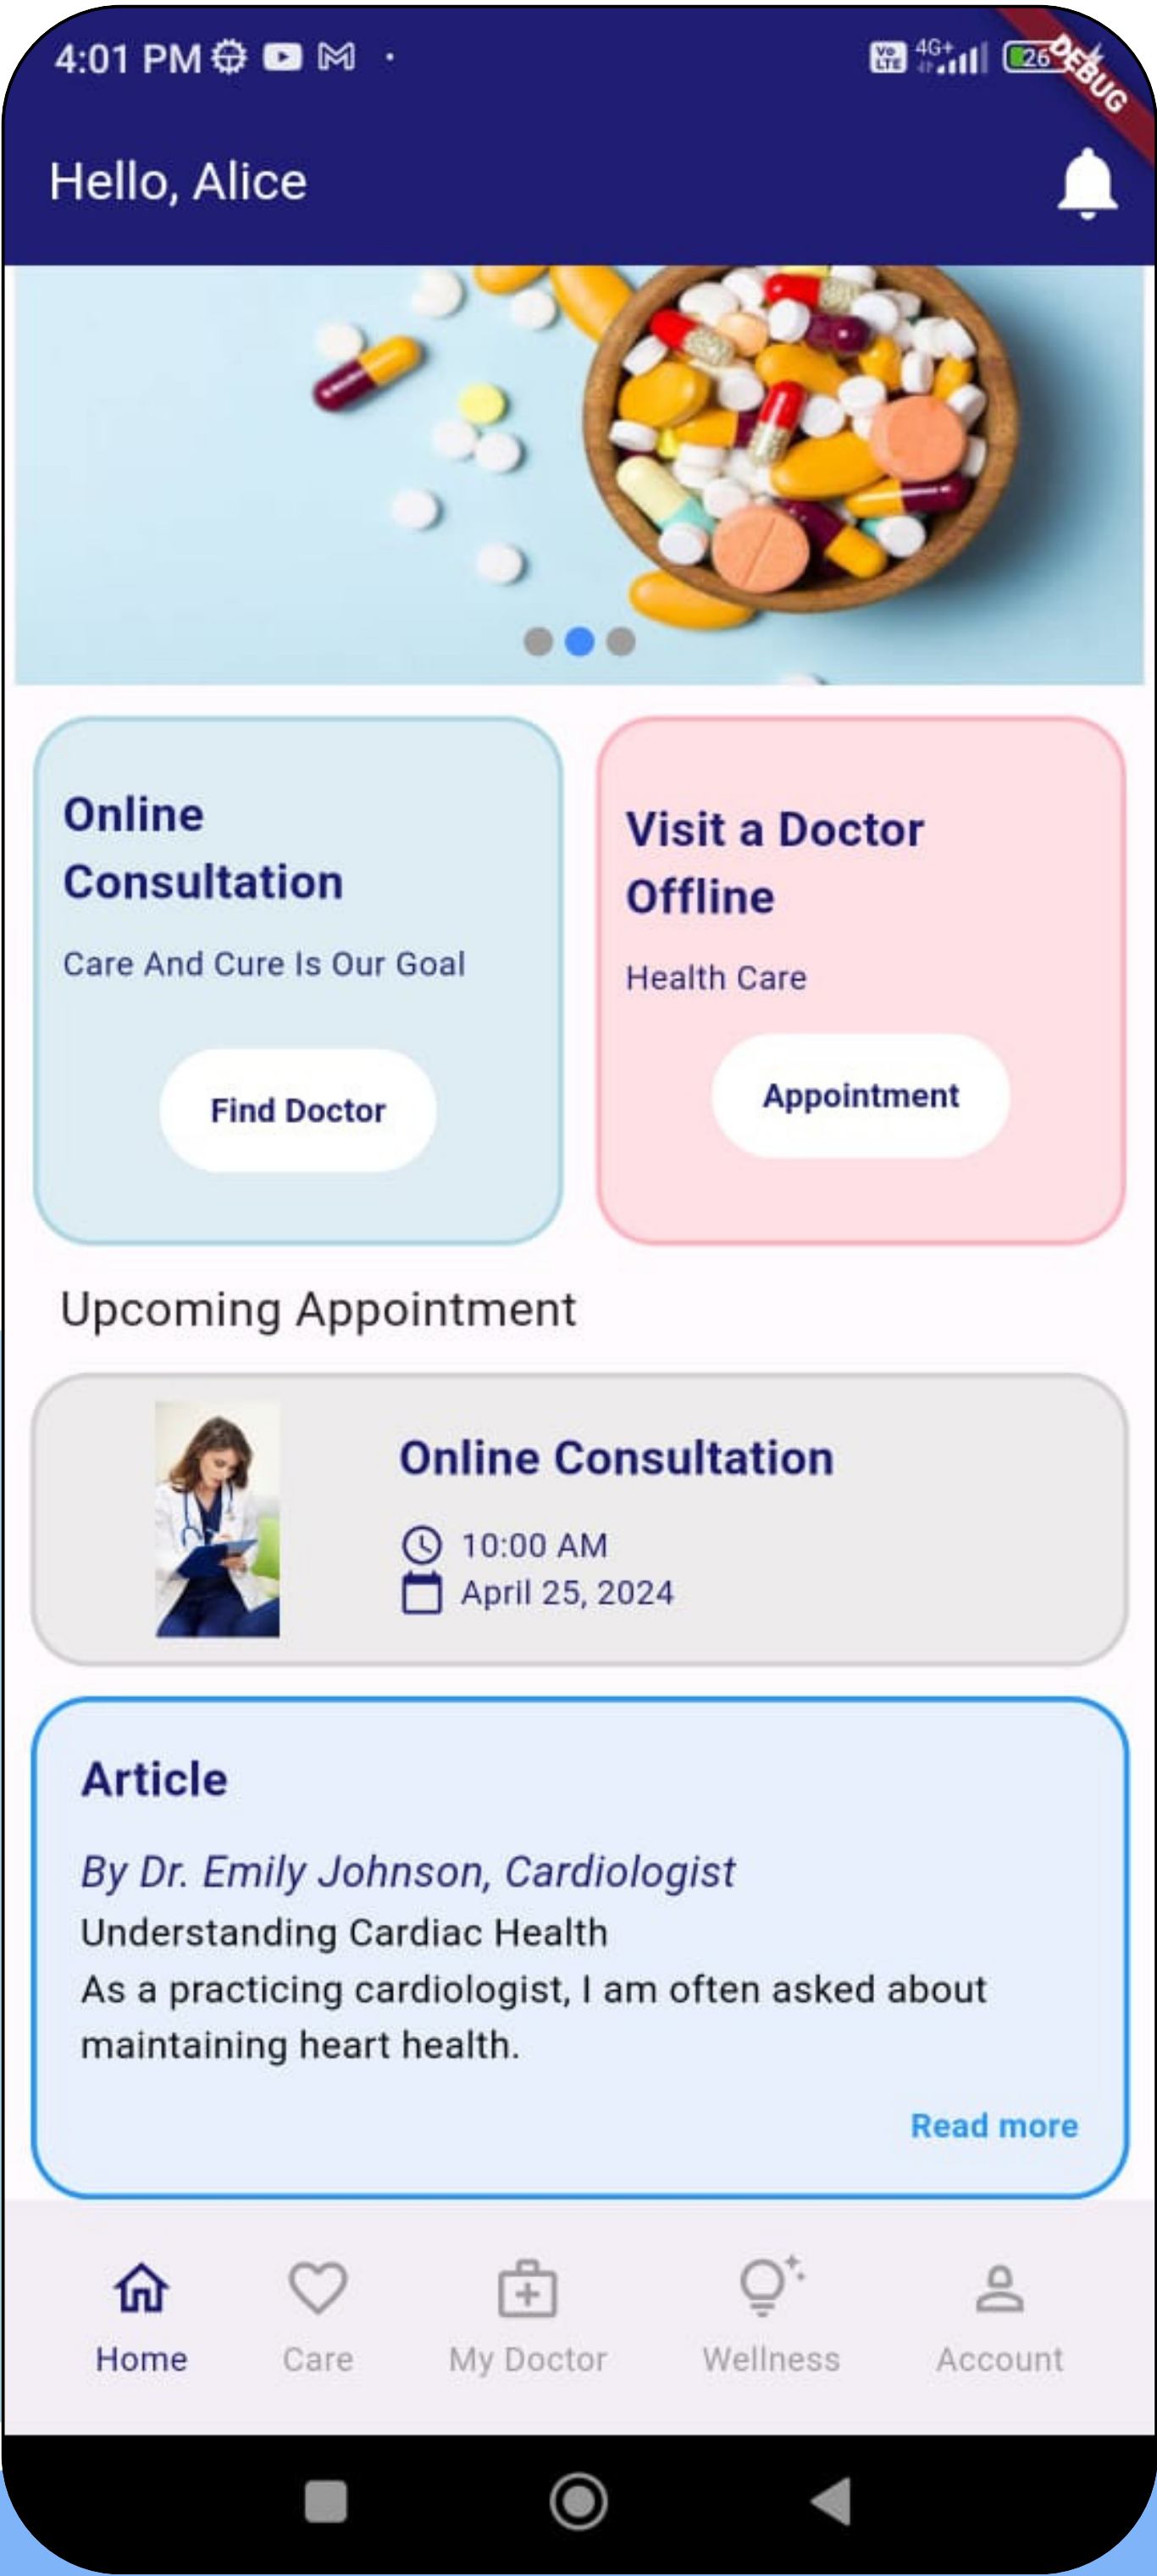 4:01 PM
Vo LTE 4G+ 26
DEBUG
Hello, Alice
Online
Consultation
Care And Cure Is Our Goal
Find Doctor
Visit a Doctor
Offline
Health Care
Appointment
Upcoming Appointment
Online Consultation
10:00 AM
April 25, 2024
Article
By Dr. Emily Johnson, Cardiologist
Understanding Cardiac Health
As a practicing cardiologist, I am often asked about
maintaining heart health.
Read more
Home Care My Doctor Wellness Account